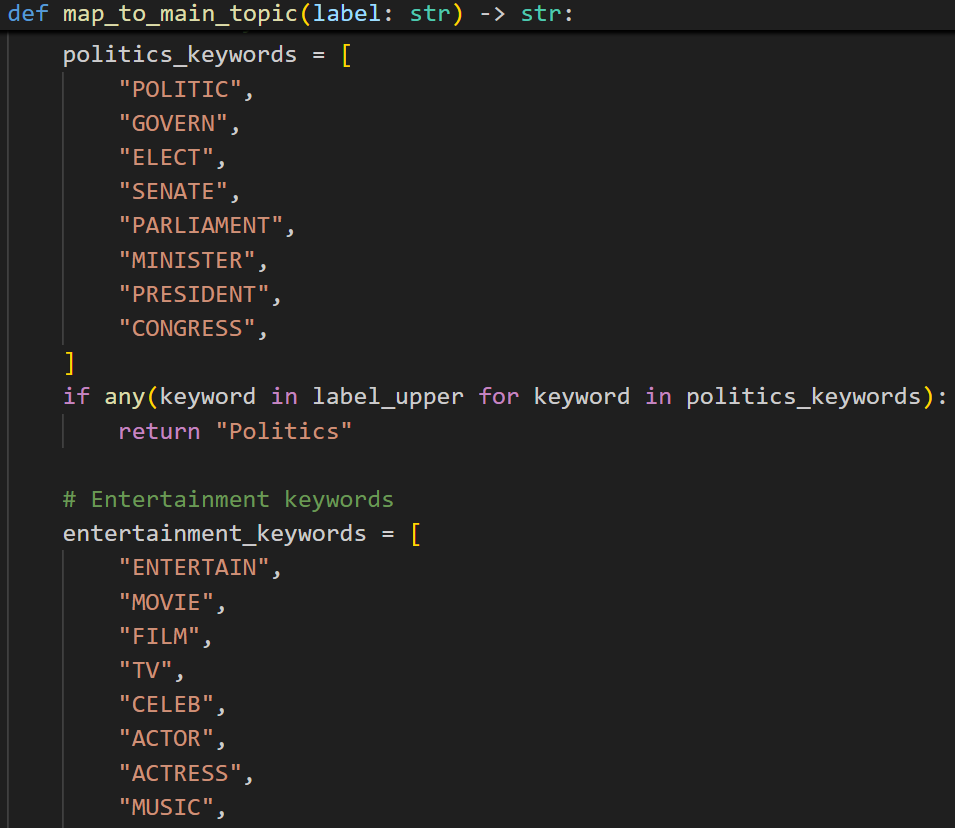 def map_to_main_topic(label: str) -> str:
    politics_keywords = [
        "POLITIC",
        "GOVERN",
        "ELECT",
        "SENATE",
        "PARLIAMENT",
        "MINISTER",
        "PRESIDENT",
        "CONGRESS",
    ]
    if any(keyword in label_upper for keyword in politics_keywords):
        return "Politics"

    # Entertainment keywords
    entertainment_keywords = [
        "ENTERTAIN",
        "MOVIE",
        "FILM",
        "TV",
        "CELEB",
        "ACTOR",
        "ACTRESS",
        "MUSIC",